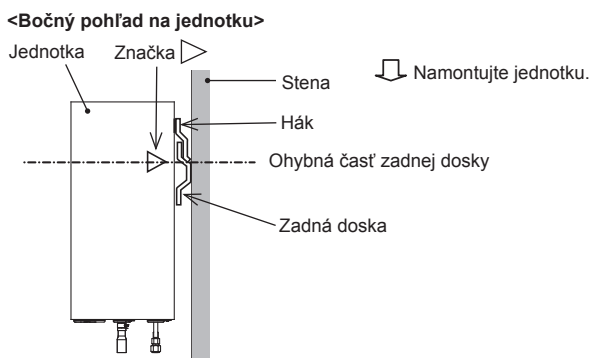 <Bočný pohľad na jednotku>
Jednotka
Značka
Stena
Namontujte jednotku.
Hák
Ohybná časť zadnej dosky
Zadná doska